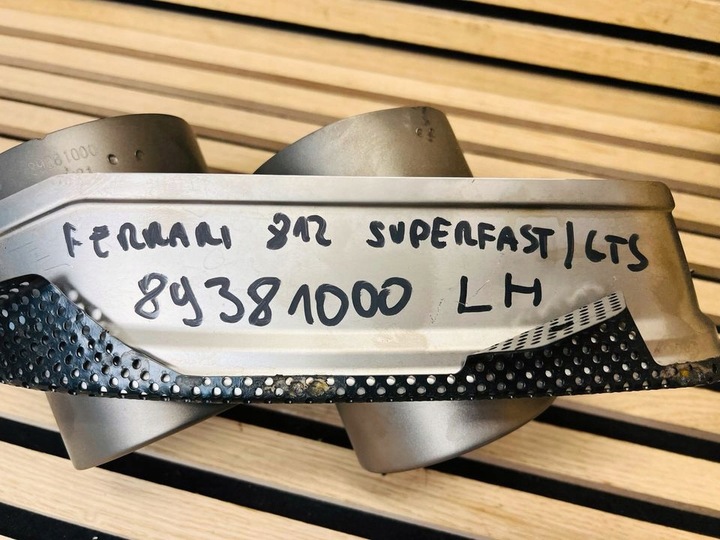 FERRARI 812 SUPERFAST/GTS
89381000 LH